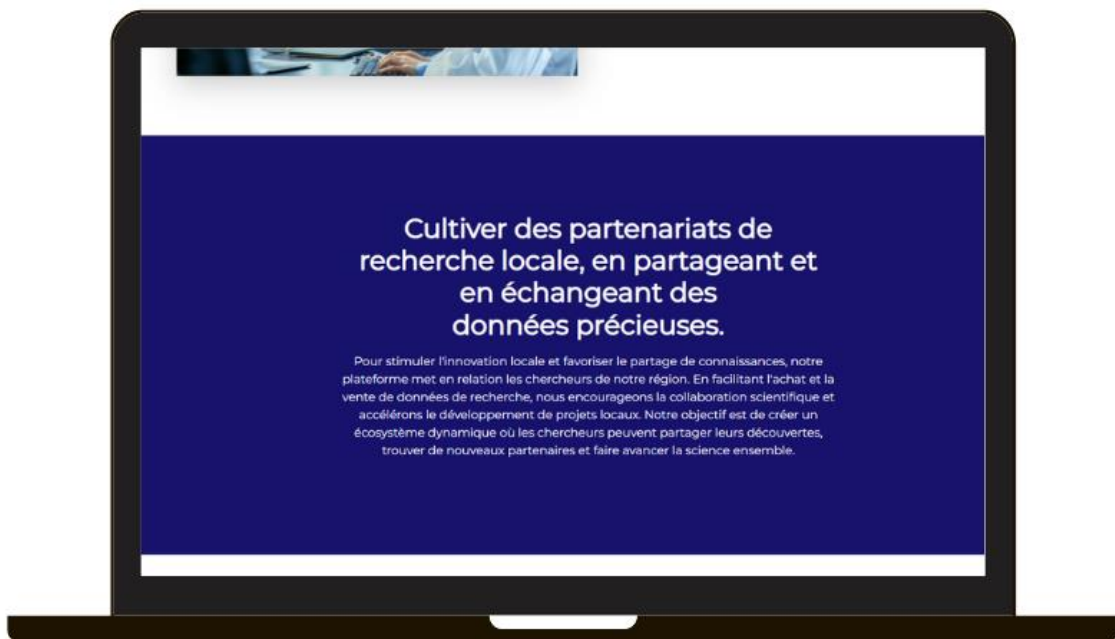 Cultiver des partenariats de
recherche locale, en partageant et
en échangeant des
données précieuses.
Pour stimuler l'innovation locale et favoriser le partage de connaissances, notre
plateforme met en relation les chercheurs de notre région. En facilitant l'achat et la
vente de données de recherche, nous encourageons la collaboration scientifique et
accélérons le développement de projets locaux. Notre objectif est de créer un
écosystème dynamique où les chercheurs peuvent partager leurs découvertes,
trouver de nouveaux partenaires et faire avancer la science ensemble.